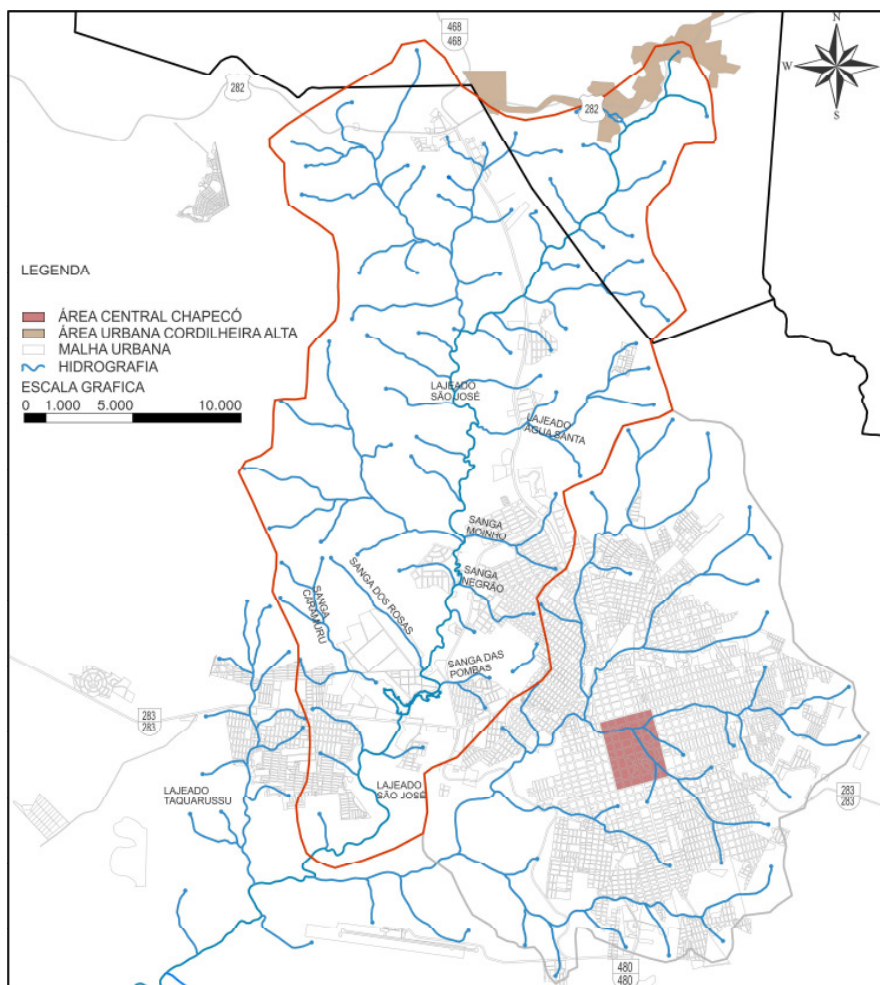 468
468
N
W
E
S
282
282
LEGENDA
ÁREA CENTRAL CHAPECÓ
ÁREA URBANA CORDILHEIRA ALTA
MALHA URBANA
HIDROGRAFIA
ESCALA GRAFICA
0 1.000 5.000 10.000
LAJEADO
SÃO JOSÉ
LAJEADO
ÁGUA SANTA
SANGA
MOINHO
SANGA
NEGRÃO
SANGA DOS ROSAS
SANGA
CARAMURU
SANGA DAS
POMBAS
283
283
LAJEADO
TAQUARUSSU
LAJEADO
SÃO JOSÉ
283
283
480
480